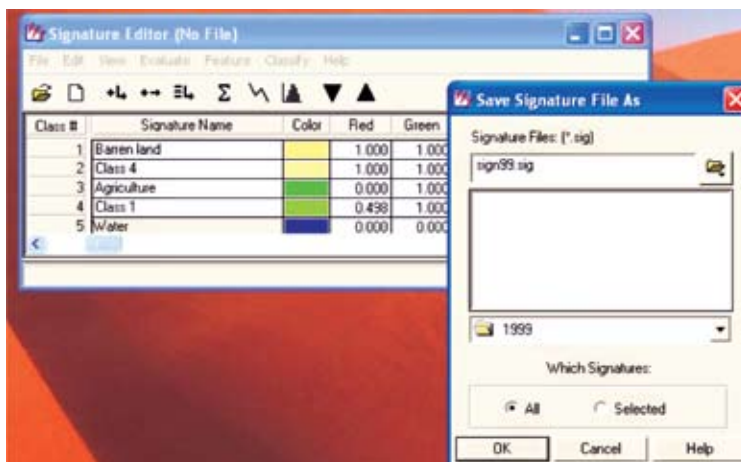 Signature Editor (No File)
File Edit View Evaluate Feature Classify Help
Class # Signature Name Color Red Green
1 Barren land 1.000 1.000
2 Class 4 1.000 1.000
3 Agriculture 0.000 1.000
4 Class 1 0.498 1.000
5 Water 0.000 0.000
Save Signature File As
Signature Files: (*.sig)
sign99.sig
1999
Which Signatures:
All Selected
OK Cancel Help